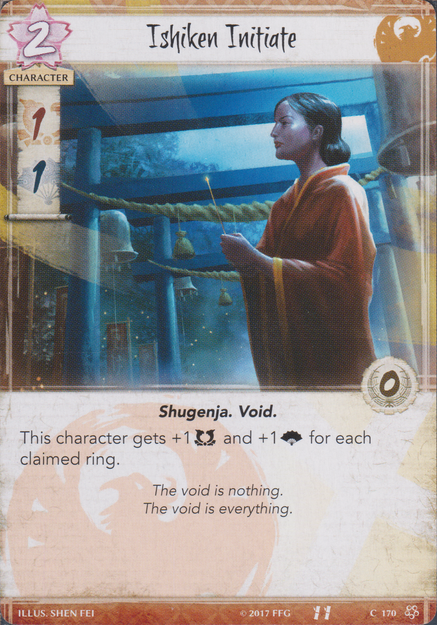 2
Ishiken Initiate
CHARACTER
1
1
0
Shugenja. Void.
This character gets +1 and +1 for each
claimed ring.
The void is nothing.
The void is everything.
ILLUS. SHEN FEI © 2017 FFG C 170